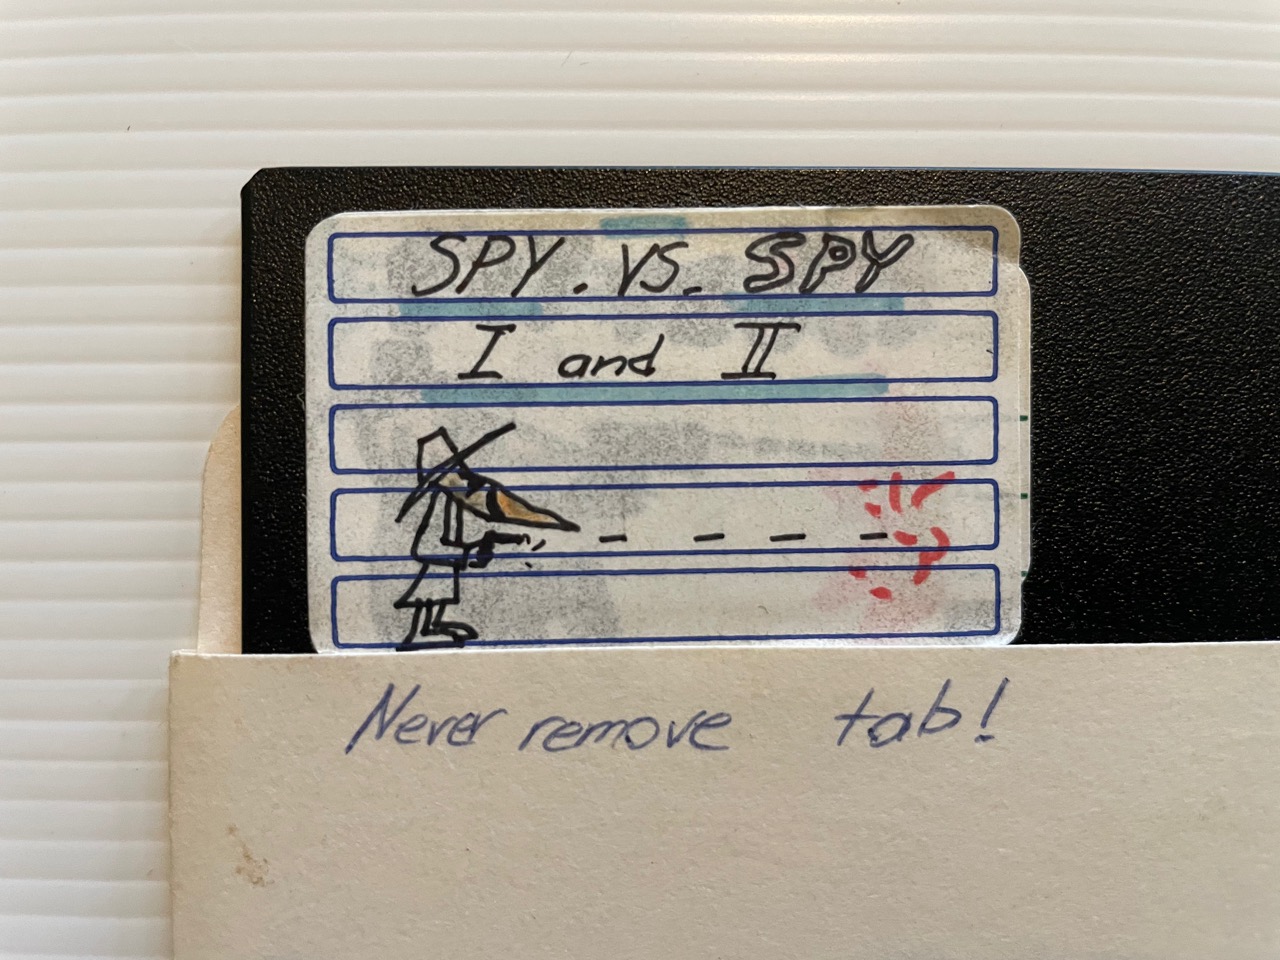 SPY. VS. SPY
I and II
Never remove tab!